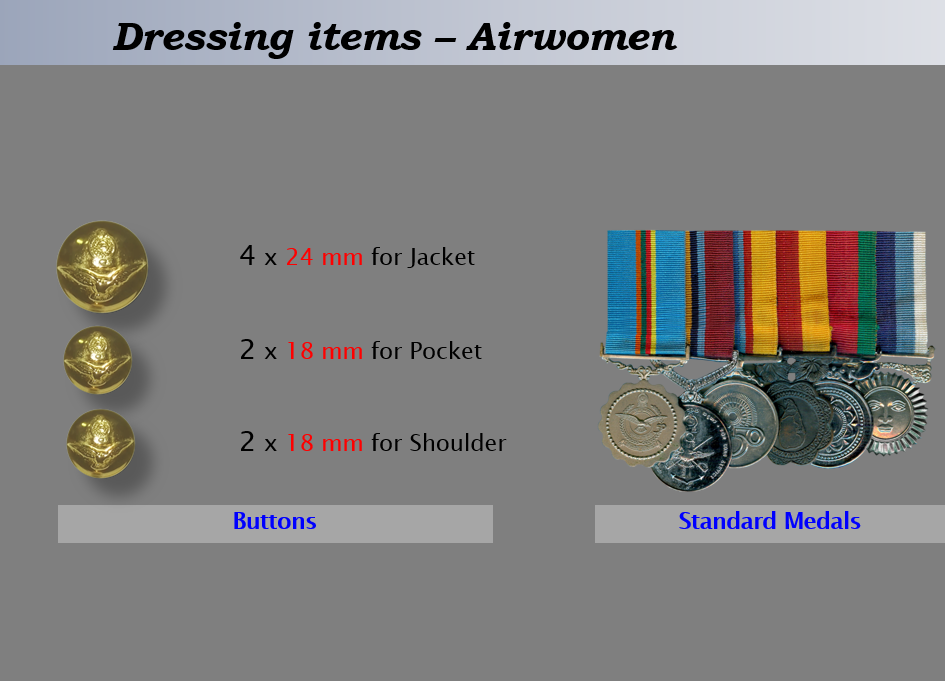 Dressing items – Airwomen
4 x 24 mm for Jacket
2 x 18 mm for Pocket
2 x 18 mm for Shoulder
Buttons
Standard Medals
50